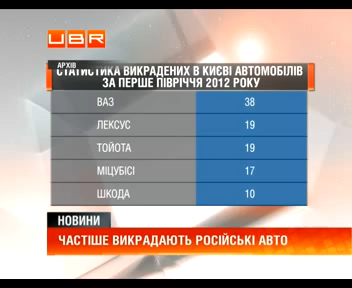 UBR
АРХІВ
СТАТИСТИКА ВИКРАДЕНИХ В КИЄВІ АВТОМОБІЛІВ
ЗА ПЕРШЕ ПІВРІЧЧЯ 2012 РОКУ
ВАЗ 38
ЛЕКСУС 19
ТОЙОТА 19
МІЦУБІСІ 17
ШКОДА 10
НОВИНИ
ЧАСТІШЕ ВИКРАДАЮТЬ РОСІЙСЬКІ АВТО